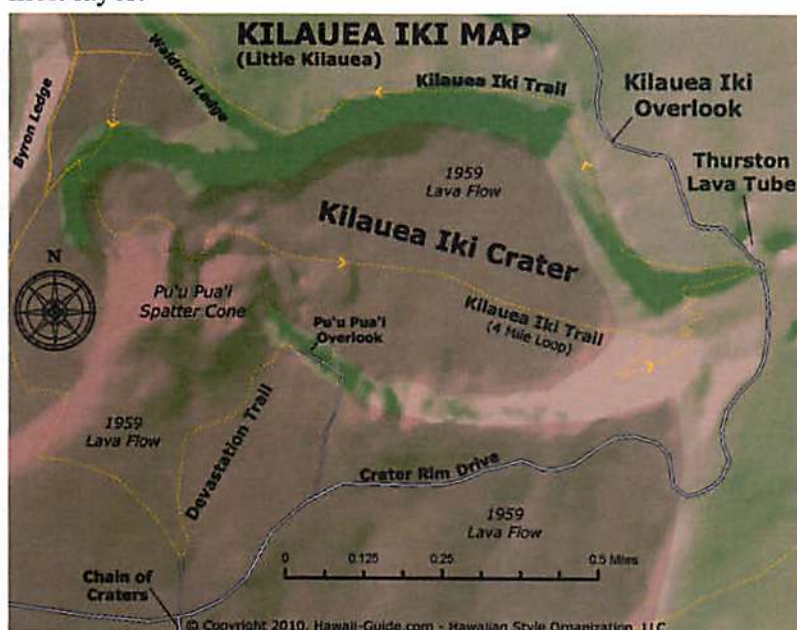 KILAUEA IKI MAP
(Little Kilauea)
Waldron Ledge
Kilauea Iki Trail
Kilauea Iki
Overlook
Byron Ledge
1959
Lava Flow
Thurston
Lava Tube
Kilauea Iki Crater
N
Pu'u Pua'i
Spatter Cone
Kilauea Iki Trail
(4 Mile Loop)
Pu'u Pua'i
Overlook
1959
Lava Flow
Devastation Trail
Crater Rim Drive
1959
Lava Flow
0 0.125 0.25 0.5 Miles
Chain of
Craters
© Copyright 2010, Hawaii-Guide.com - Hawaiian Style Organization, LLC